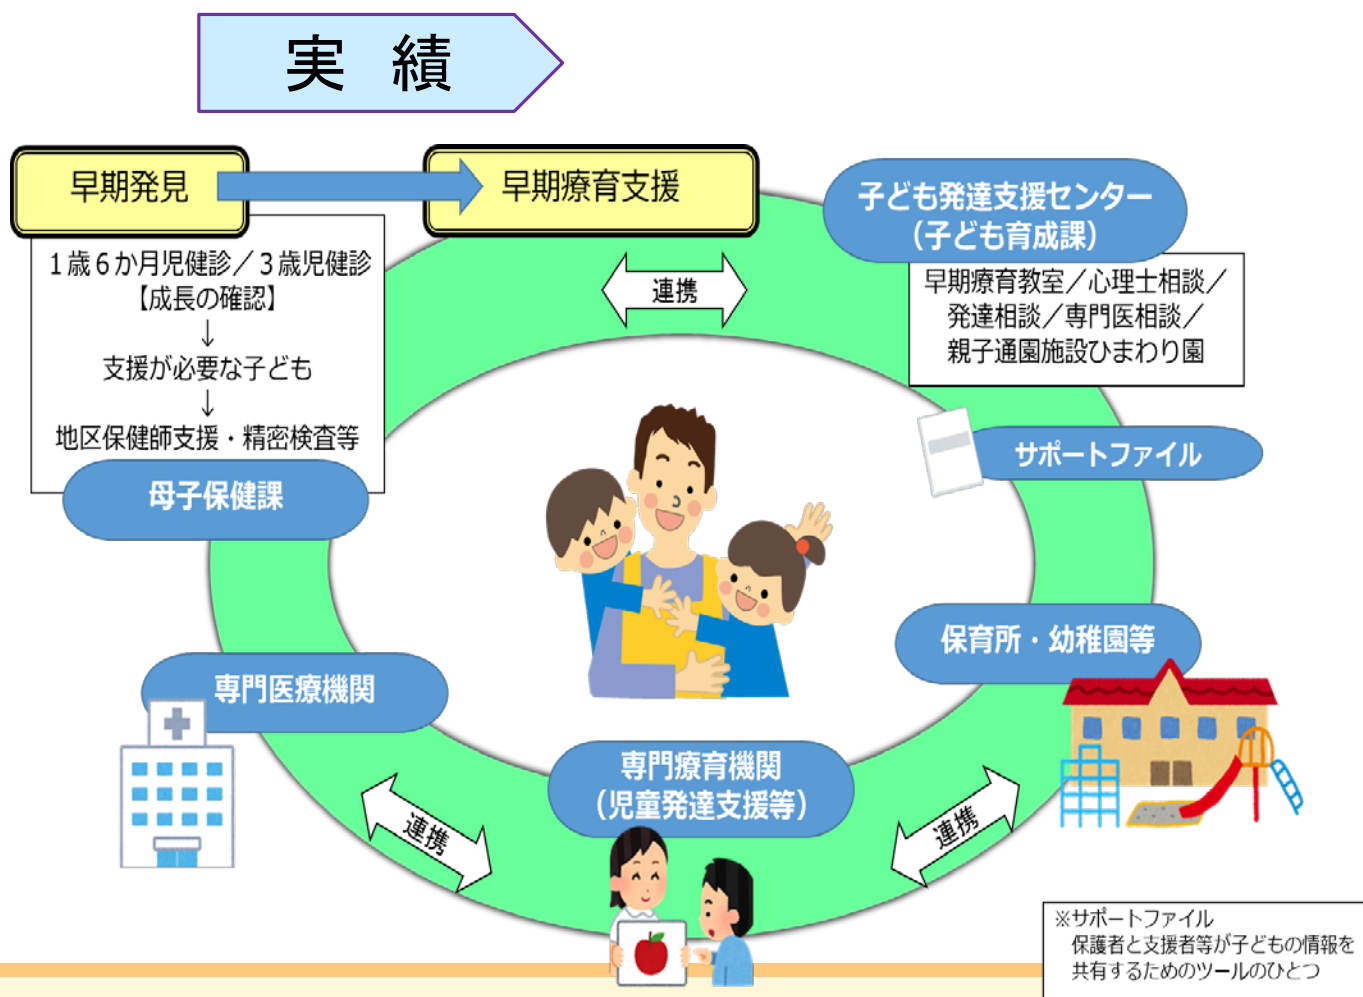 実 績
早期発見
早期療育支援
1歳6か月児健診／3歳児健診
【成長の確認】
↓
支援が必要な子ども
↓
地区保健師支援・精密検査等
母子保健課
連携
子ども発達支援センター
（子ども育成課）
早期療育教室／心理士相談／
発達相談／専門医相談／
親子通園施設ひまわり園
サポートファイル
保育所・幼稚園等
専門医療機関
専門療育機関
（児童発達支援等）
連携
連携
※サポートファイル
保護者と支援者等が子どもの情報を
共有するためのツールのひとつ